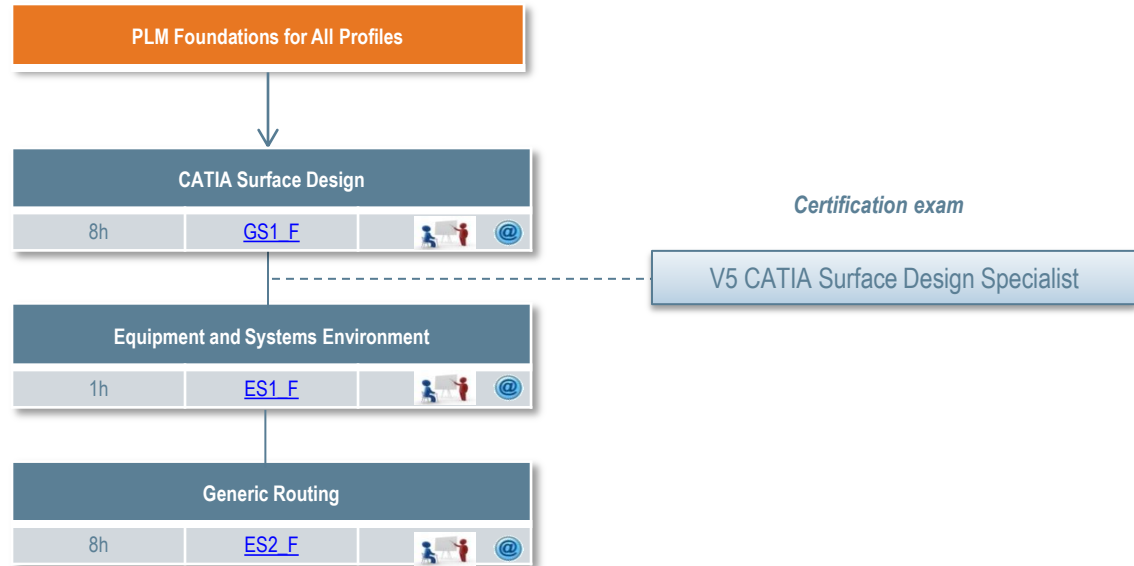 PLM Foundations for All Profiles
CATIA Surface Design
8h GS1_F @
Certification exam
V5 CATIA Surface Design Specialist
Equipment and Systems Environment
1h ES1_F @
Generic Routing
8h ES2_F @